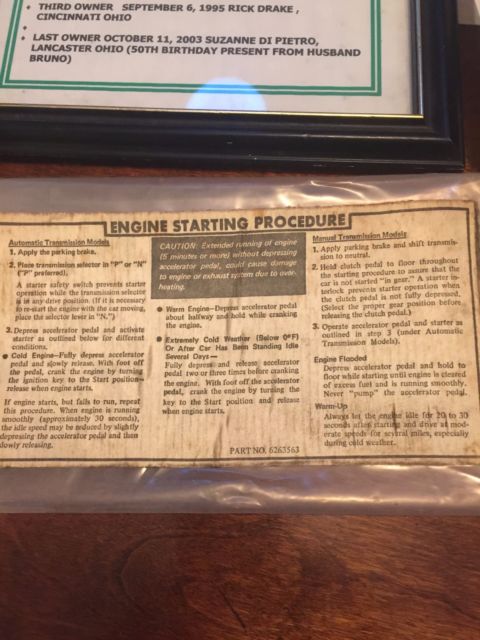 • THIRD OWNER SEPTEMBER 6, 1995 RICK DRAKE,
CINCINNATI OHIO
•
• LAST OWNER OCTOBER 11, 2003 SUZANNE DI PIETRO,
LANCASTER OHIO (50TH BIRTHDAY PRESENT FROM HUSBAND
BRUNO)
ENGINE STARTING PROCEDURE
Automatic Transmission Models
1. Apply the parking brake.
2. Place transmission selector in "P" or "N"
("P" preferred).
A starter safety switch prevents starter
operation while the transmission selector
is in any drive position. (If it is necessary
to re-start the engine with the car moving,
place the selector lever in "N.")
3. Depress accelerator pedal and activate
starter as outlined below for different
conditions.
● Cold Engine—Fully depress accelerator
pedal and slowly release. With foot off
the pedal, crank the engine by turning
the ignition key to the Start position—
release when engine starts.
If engine starts, but fails to run, repeat
this procedure. When engine is running
smoothly (approximately 30 seconds),
the idle speed may be reduced by slightly
depressing the accelerator pedal and then
slowly releasing.
CAUTION: Extended running of engine
(5 minutes or more) without depressing
accelerator pedal, could cause damage
to engine or exhaust system due to over-
heating.
● Warm Engine—Depress accelerator pedal
about halfway and hold while cranking
the engine.
● Extremely Cold Weather (Below 0°F)
Or After Car Has Been Standing Idle
Several Days—
Fully depress and release accelerator
pedal two or three times before cranking
the engine. With foot off the accelerator
pedal, crank the engine by turning the
key to the Start position and release
when engine starts.
PART NO. 6263563
Manual Transmission Models
1. Apply parking brake and shift transmis-
sion to neutral.
2. Hold clutch pedal to floor throughout
the starting procedure to assure that the
car is not started "in gear." A starter in-
terlock prevents starter operation when
the clutch pedal is not fully depressed.
(Select the proper gear position before
releasing the clutch pedal.)
3. Operate accelerator pedal and starter as
outlined in step 3 (under Automatic
Transmission Models).
Engine Flooded
Depress accelerator pedal and hold to
floor while starting until engine is cleared
of excess fuel and is running smoothly.
Never "pump" the accelerator pedal.
Warm-Up
Always let the engine idle for 20 to 30
seconds after starting and drive at mod-
erate speeds for several miles, especially
during cold weather.